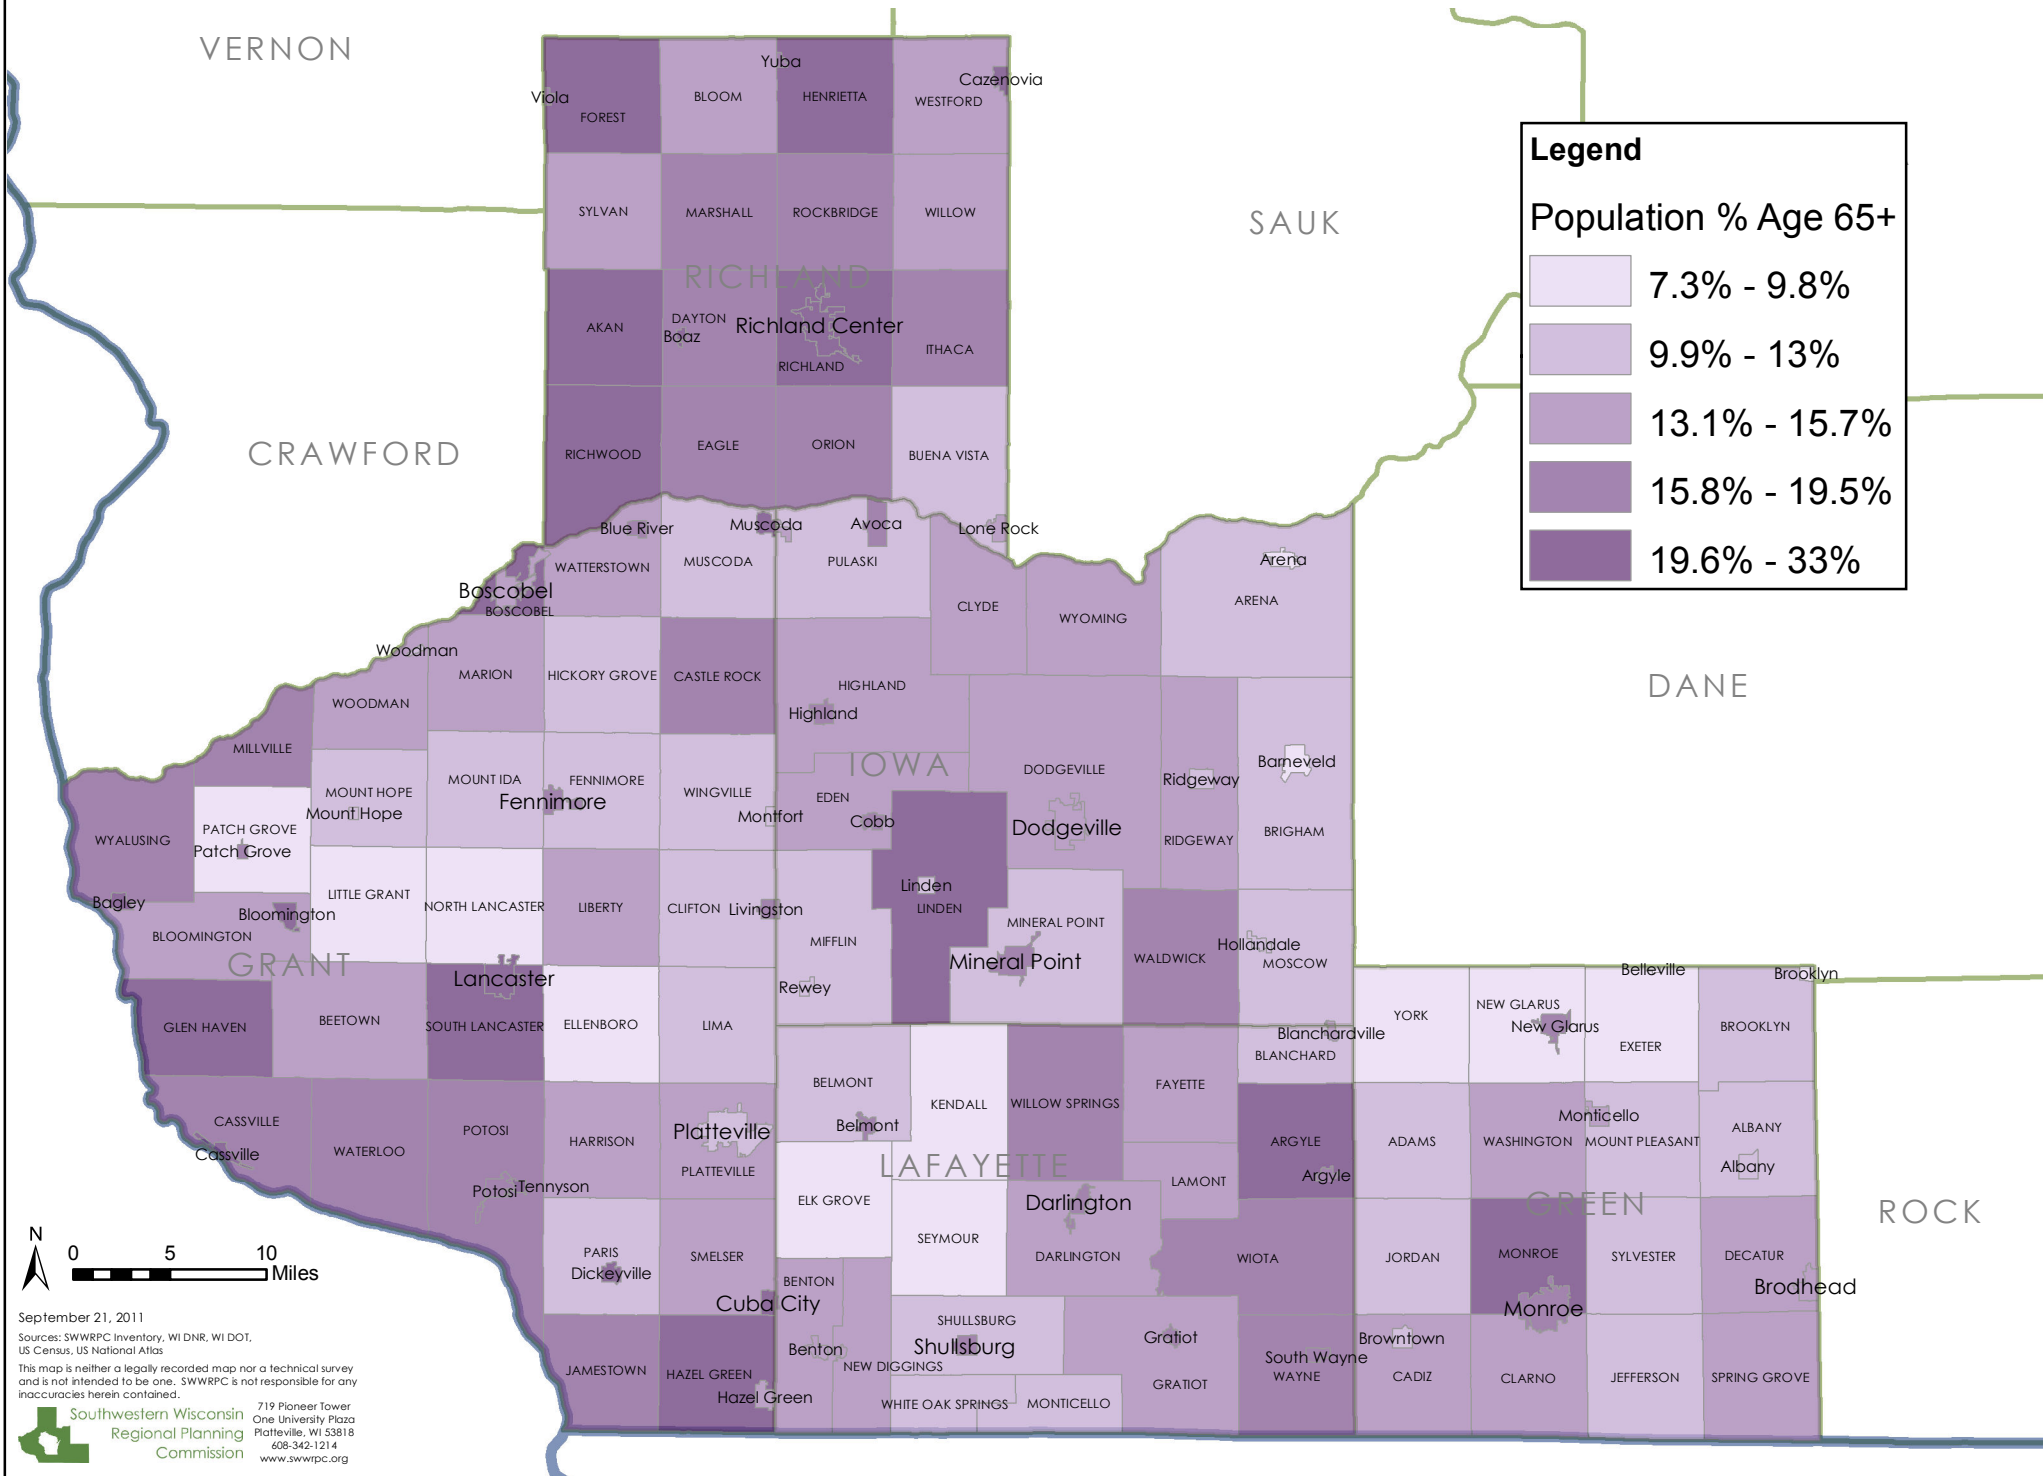 VERNON
Yuba
Cazenovia
Viola
FOREST
BLOOM
HENRIETTA
WESTFORD
Legend
Population % Age 65+
7.3% - 9.8%
9.9% - 13%
13.1% - 15.7%
15.8% - 19.5%
19.6% - 33%
SYLVAN
MARSHALL
ROCKBRIDGE
WILLOW
SAUK
RICHLAND
AKAN
DAYTON
Boaz
Richland Center
RICHLAND
ITHACA
CRAWFORD
RICHWOOD
EAGLE
ORION
BUENA VISTA
Blue River
Muscoda
Avoca
Lone Rock
WATTERSTOWN
MUSCODA
PULASKI
Arena
ARENA
Boscobel
BOSCOBEL
CLYDE
WYOMING
Woodman
MARION
HICKORY GROVE
CASTLE ROCK
HIGHLAND
Highland
DANE
WOODMAN
MILLVILLE
IOWA
DODGEVILLE
Ridgeway
Barneveld
MOUNT HOPE
Mount Hope
MOUNT IDA
FENNIMORE
Fennimore
WINGVILLE
Montfort
EDEN
Cobb
Dodgeville
RIDGEWAY
BRIGHAM
WYALUSING
PATCH GROVE
Patch Grove
Bagley
Bloomington
BLOOMINGTON
LITTLE GRANT
NORTH LANCASTER
LIBERTY
CLIFTON
Livingston
Linden
LINDEN
MIFFLIN
MINERAL POINT
Mineral Point
WALDWICK
Hollandale
MOSCOW
GRANT
Lancaster
Rewey
Belleville
Brooklyn
GLEN HAVEN
BEETOWN
SOUTH LANCASTER
ELLENBORO
LIMA
Blanchardville
BLANCHARD
YORK
NEW GLARUS
New Glarus
EXETER
BROOKLYN
BELMONT
Belmont
KENDALL
WILLOW SPRINGS
FAYETTE
CASSVILLE
Cassville
WATERLOO
POTOSI
Potosi
Tennyson
HARRISON
Platteville
PLATTEVILLE
LAFAYETTE
ARGYLE
Argyle
ADAMS
WASHINGTON
Monticello
MOUNT PLEASANT
ALBANY
Albany
ELK GROVE
SEYMOUR
Darlington
DARLINGTON
LAMONT
GREEN
ROCK
PARIS
Dickeyville
SMELSER
Cuba City
BENTON
Benton
WIOTA
JORDAN
MONROE
Monroe
SYLVESTER
DECATUR
Brodhead
SHULLSBURG
Shullsburg
NEW DIGGINGS
Gratiot
GRATIOT
South Wayne
WAYNE
Browntown
CADIZ
CLARNO
JEFFERSON
SPRING GROVE
JAMESTOWN
HAZEL GREEN
Hazel Green
WHITE OAK SPRINGS
MONTICELLO
N
0 5 10
Miles
September 21, 2011
Sources: SWWRPC Inventory, WI DNR, WI DOT,
US Census, US National Atlas
This map is neither a legally recorded map nor a technical survey
and is not intended to be one. SWWRPC is not responsible for any
inaccuracies herein contained.
Southwestern Wisconsin
Regional Planning
Commission
719 Pioneer Tower
One University Plaza
Platteville, WI 53818
608-342-1214
www.swwrpc.org